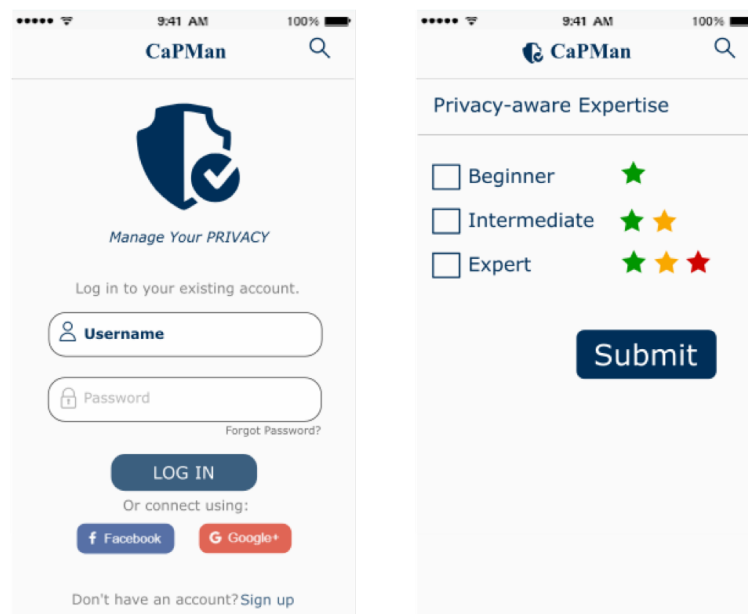 9:41 AM 100%
CaPMan
Manage Your PRIVACY
Log in to your existing account.
Username
Password
Forgot Password?
LOG IN
Or connect using:
f Facebook
G Google+
Don't have an account? Sign up
9:41 AM 100%
CaPMan
Privacy-aware Expertise
Beginner
Intermediate
Expert
Submit